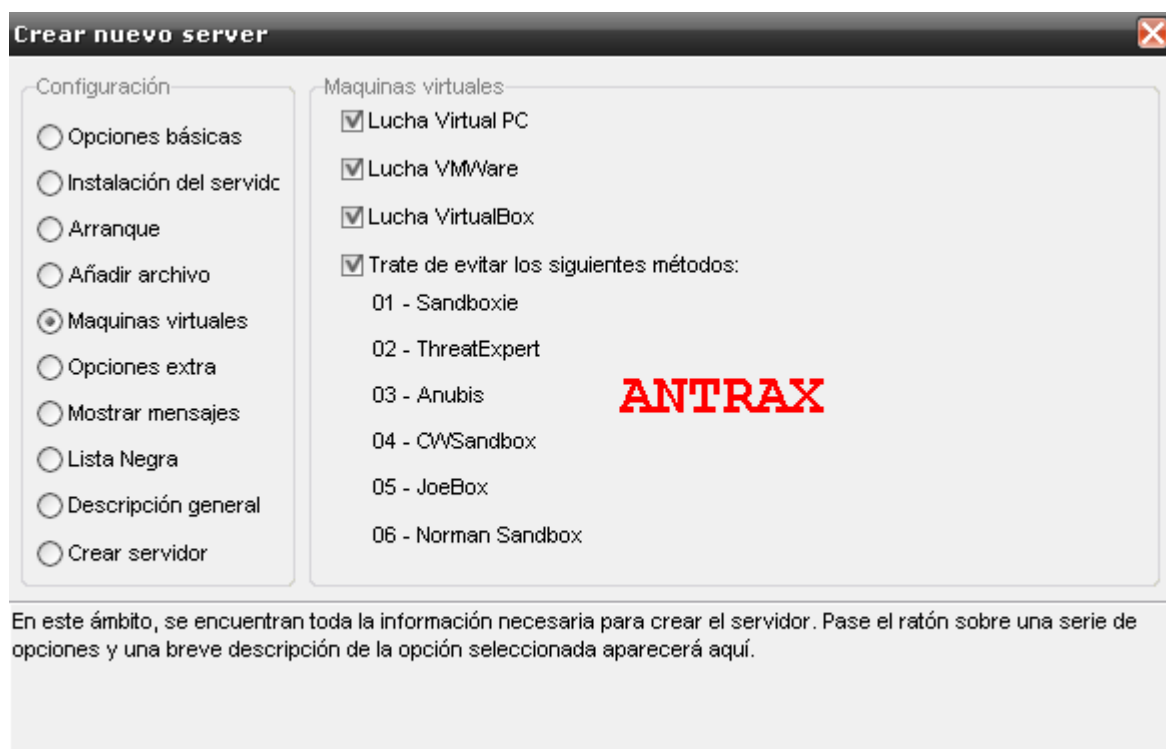 Crear nuevo server
Configuración
Opciones básicas
Instalación del servidc
Arranque
Añadir archivo
Maquinas virtuales
Opciones extra
Mostrar mensajes
Lista Negra
Descripción general
Crear servidor
Maquinas virtuales
Lucha Virtual PC
Lucha VMWare
Lucha VirtualBox
Trate de evitar los siguientes métodos:
01 - Sandboxie
02 - ThreatExpert
03 - Anubis
04 - CWSandbox
05 - JoeBox
06 - Norman Sandbox
ANTRAX
En este ámbito, se encuentran toda la información necesaria para crear el servidor. Pase el ratón sobre una serie de
opciones y una breve descripción de la opción seleccionada aparecerá aquí.